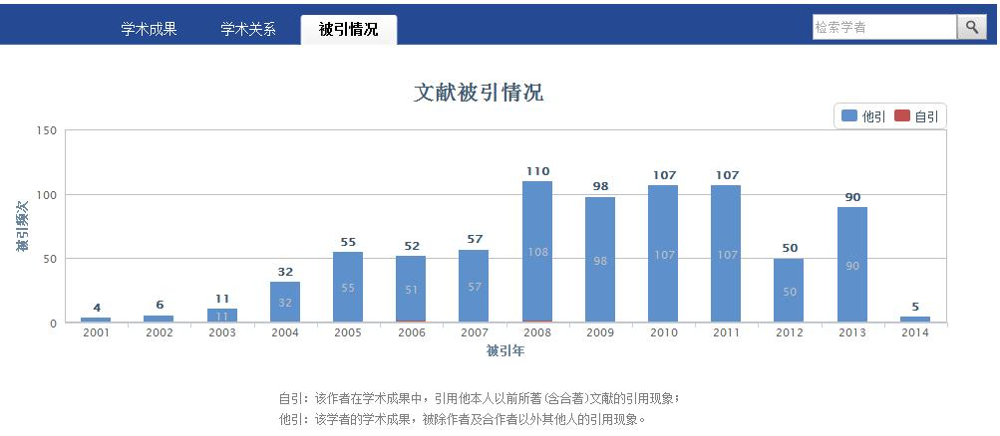 学术成果 学术关系 被引情况 检索学者
文献被引情况
他引 自引
150
100
50
0
被引频次
4 6 11 32 55 52 57 110 98 107 107 50 90 5
11 32 55 51 57 108 98 107 107 50 90
2001 2002 2003 2004 2005 2006 2007 2008 2009 2010 2011 2012 2013 2014
被引年
自引：该作者在学术成果中，引用他本人以前所著(含合著)文献的引用现象；
他引：该学者的学术成果，被除作者及合作者以外其他人的引用现象。